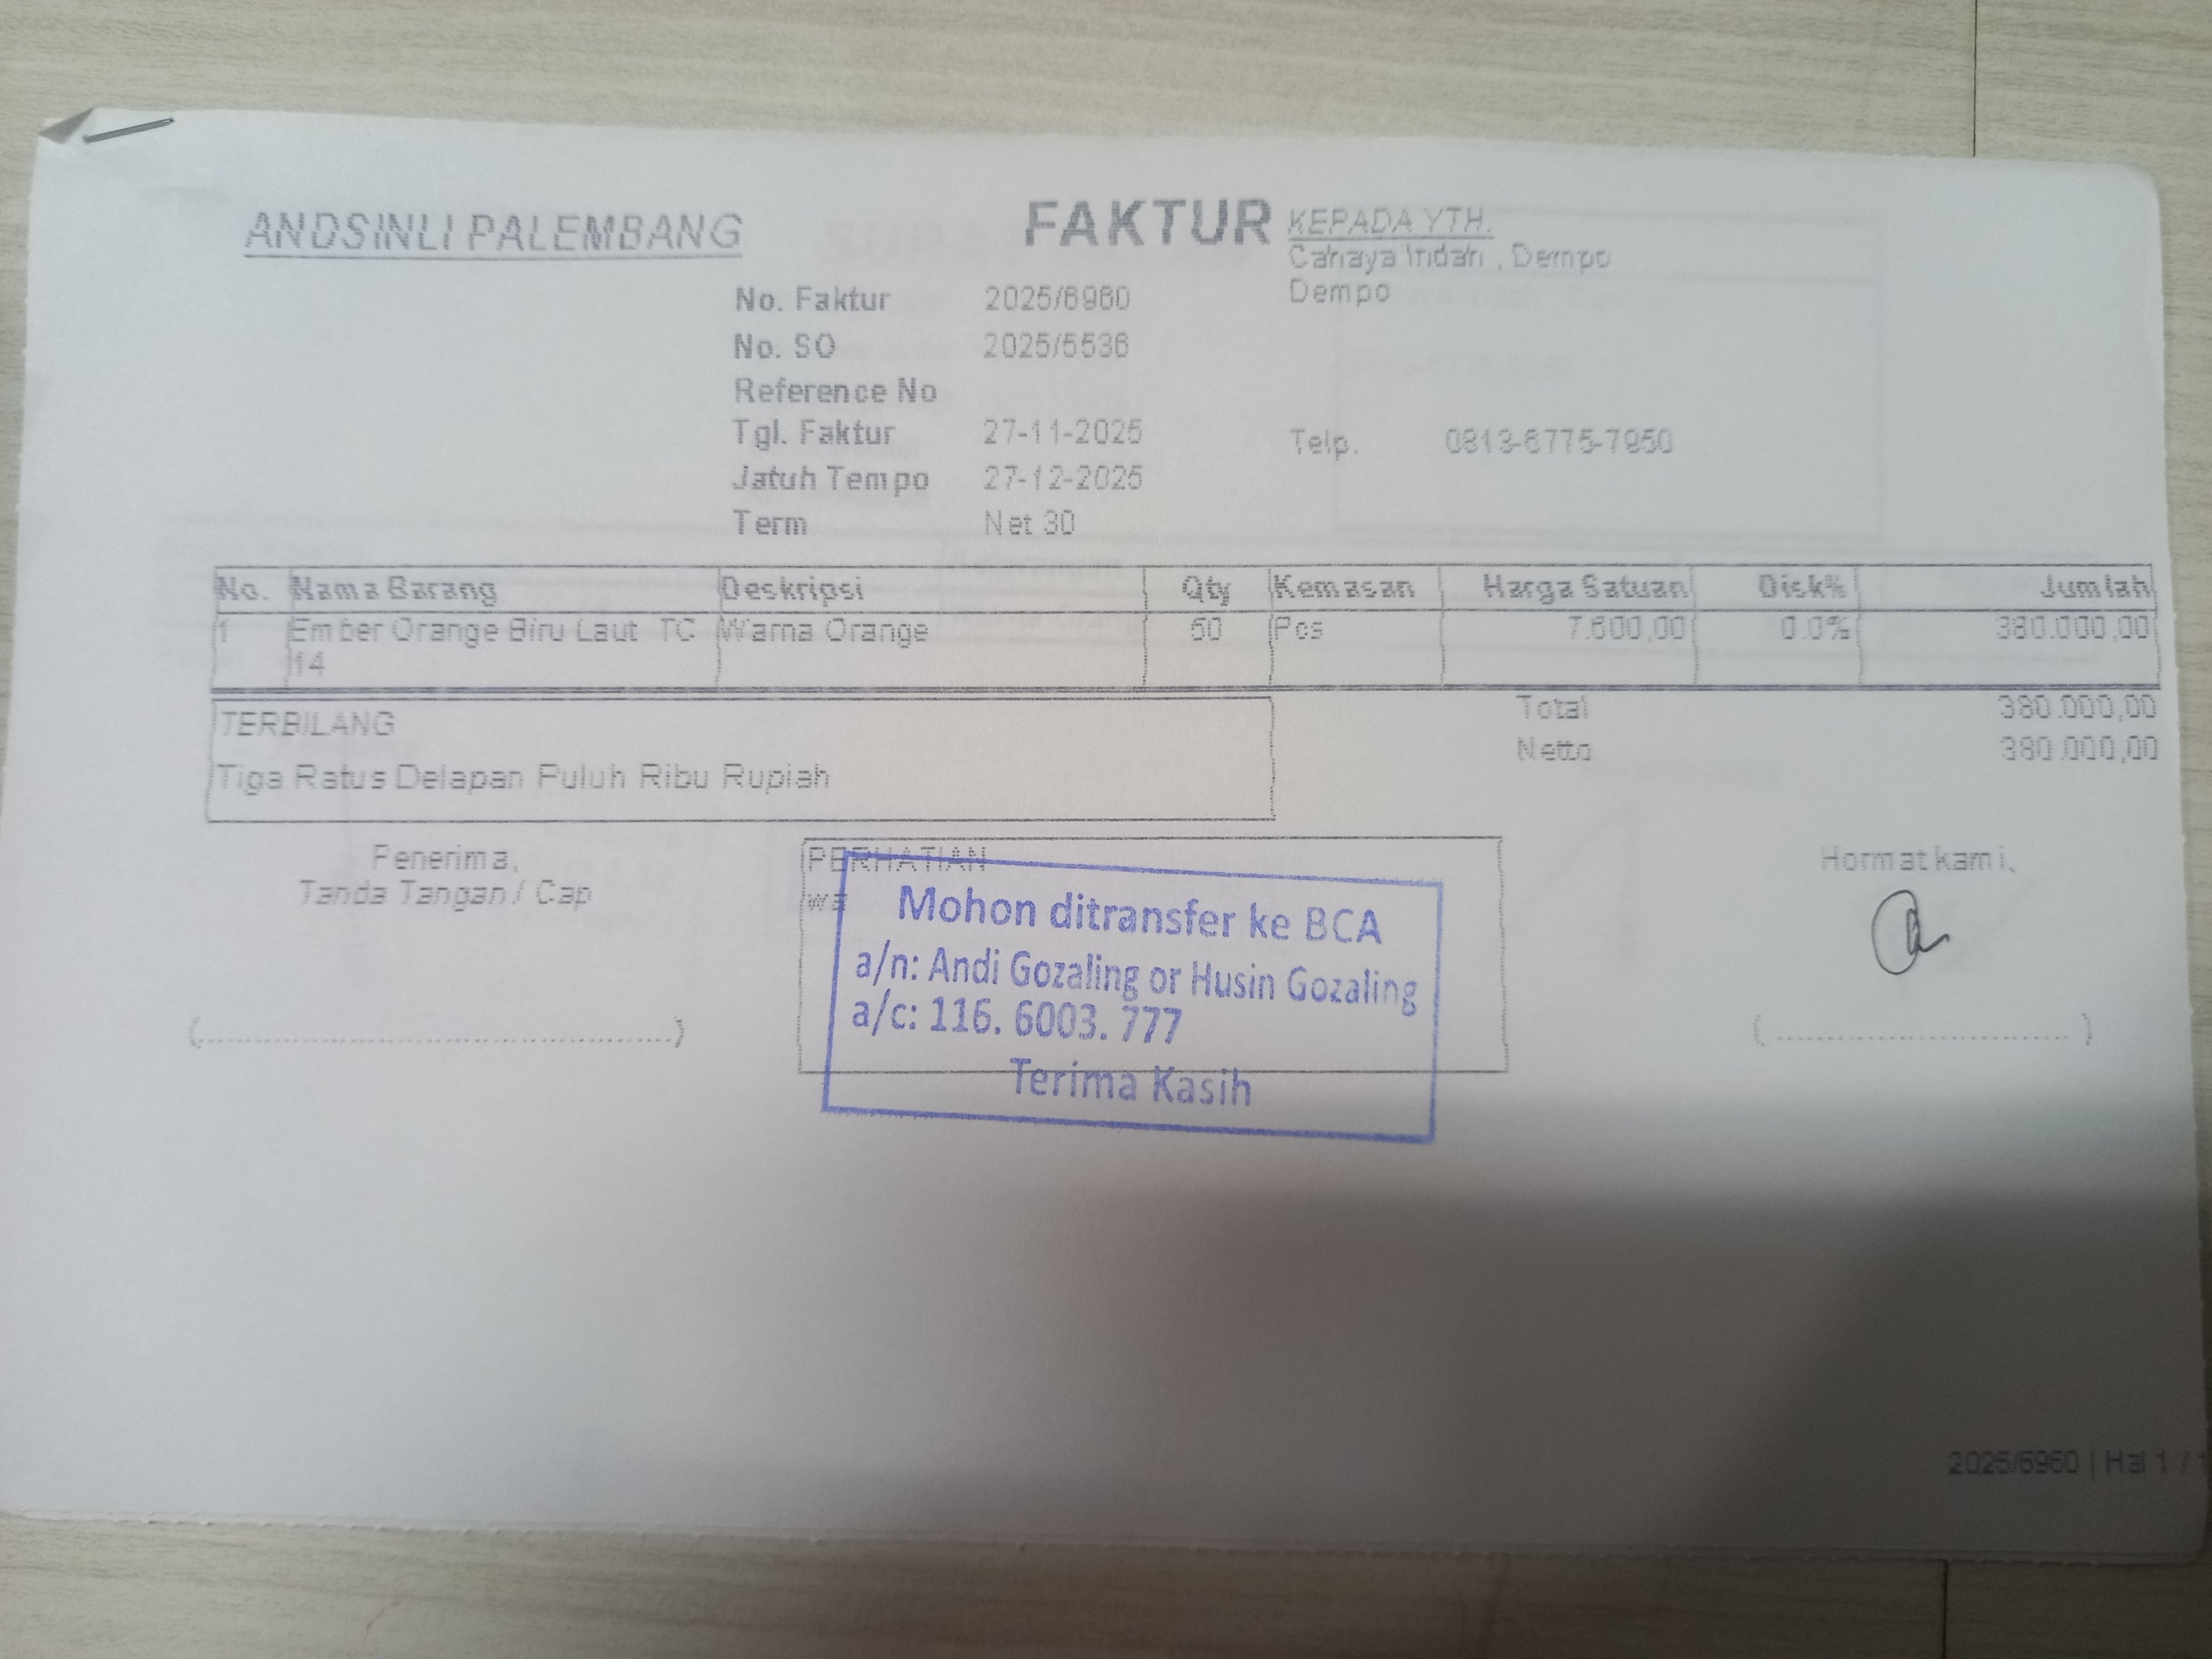 ANDSINLI PALEMBANG
FAKTUR
KEPADA YTH.
Cahaya Indah , Dempo
Dempo
No. Faktur 2025/6960
No. SO 2025/5536
Reference No
Tgl. Faktur 27-11-2025
Telp. 0813-6775-7950
Jatuh Tempo 27-12-2025
Term Net 30
No. Nama Barang Deskripsi Qty Kemasan Harga Satuan Disk% Jumlah
1 Ember Orange Biru Laut TC Warna Orange 50 Pcs 7.600,00 0.0% 380.000,00
14
Total 380.000,00
TERBILANG
Netto 380.000,00
Tiga Ratus Delapan Puluh Ribu Rupiah
Penerima,
Tanda Tangan / Cap
PERHATIAN
wa
Mohon ditransfer ke BCA
a/n: Andi Gozaling or Husin Gozaling
a/c: 116. 6003. 777
Terima Kasih
Hormat kami,
(..............................................)
( ............................. )
2025/6960 | Hal 1 / 1